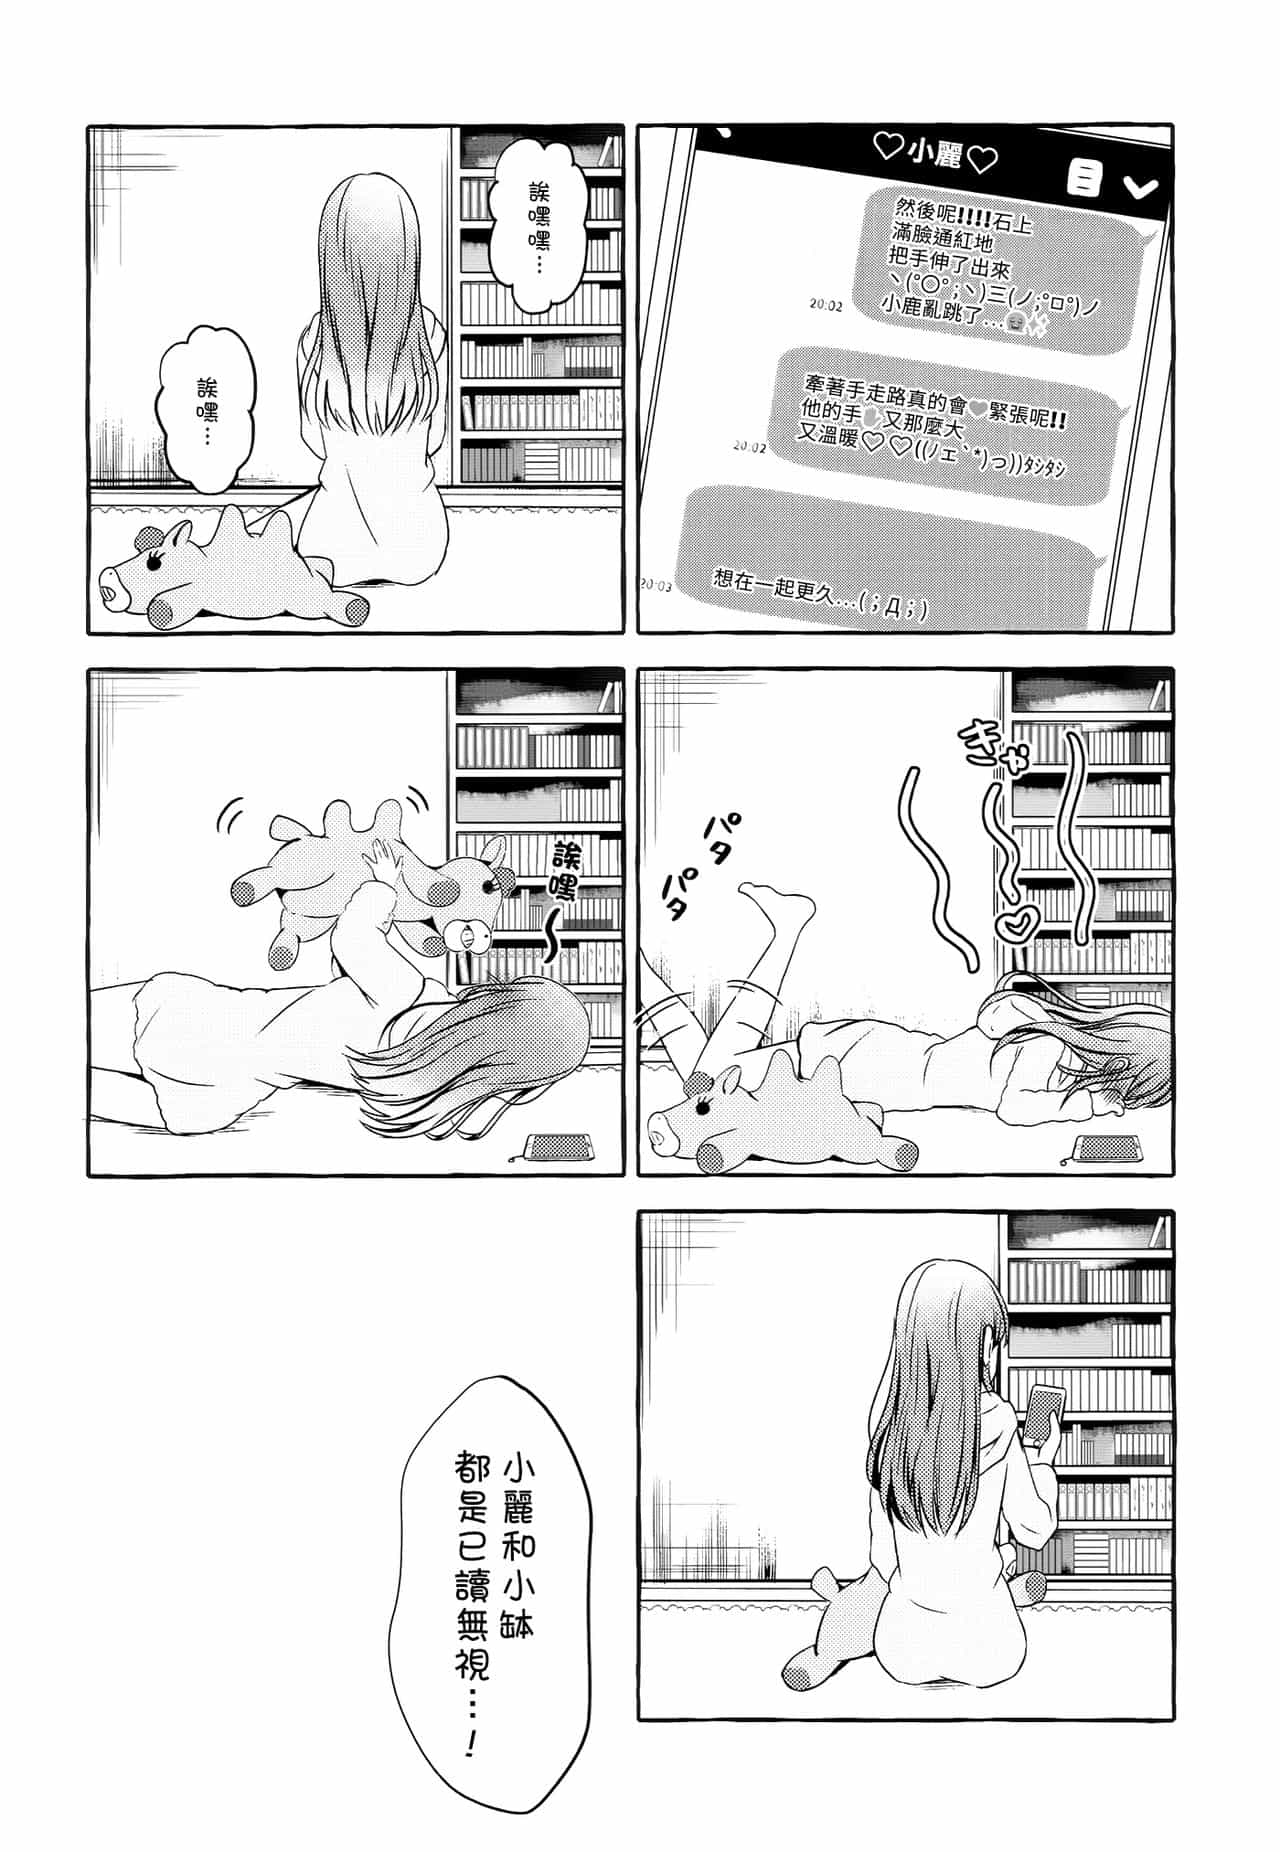 ♡小麗♡
然後呢!!!!石上
滿臉通紅地
把手伸了出來
ヽ(°〇°;ヽ)三(ノ;°ロ°)ノ
小鹿亂跳了…
20:02
牽著手走路真的會❤緊張呢!!
他的手✋又那麼大
又溫暖♡♡((ﾉェ`*)っ))ﾀｼﾀｼ
20:02
想在一起更久…(；Д；)
20:03
誒嘿嘿…
誒嘿…
きゃ
♡
パタ
パタ
誒嘿〜
小麗和小缽
都是已讀無視……!